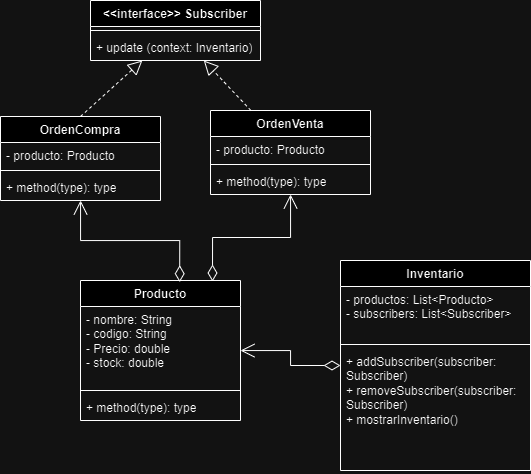 <<interface>> Subscriber
+ update (context: Inventario)
OrdenCompra
- producto: Producto
+ method(type): type
OrdenVenta
- producto: Producto
+ method(type): type
Producto
- nombre: String
- codigo: String
- Precio: double
- stock: double
+ method(type): type
Inventario
- productos: List<Producto>
- subscribers: List<Subscriber>
+ addSubscriber(subscriber:
Subscriber)
+ removeSubscriber(subscriber:
Subscriber)
+ mostrarInventario()